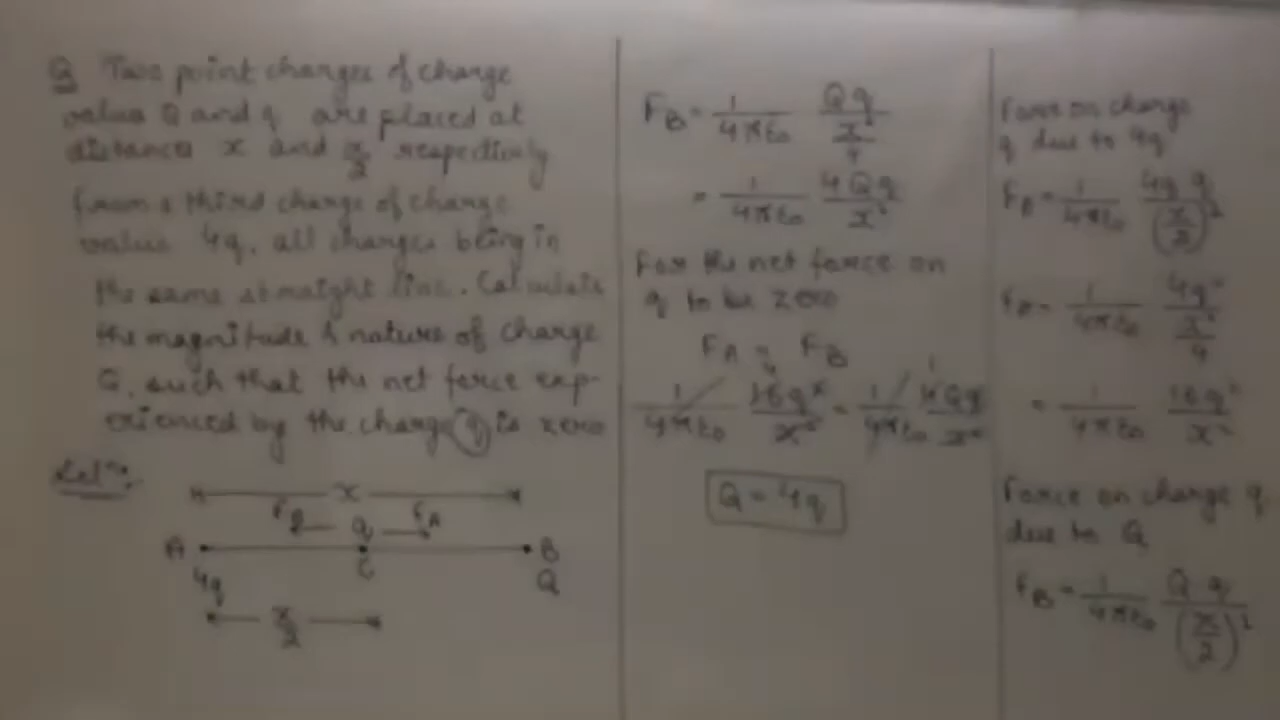 Q Two point charges of charge
value Q and q are placed at
distance x and x/2 respectively
from a third charge of charge
value 4q, all charges being in
the same straight line. Calculate
the magnitude & nature of charge
Q, such that the net force exp-
erienced by the charge q is zero
Solⁿ:
x
F_B q F_A
A C B
4q Q
x/2
F_B = 1/4πε₀ Qq/(x²/4)
= 1/4πε₀ 4Qq/x²
For the net force on
q to be zero
F_A = F_B
4 1
1/4πε₀ 16q²/x² = 1/4πε₀ 4Qq/x²
Q = 4q
Force on charge
q due to 4q
F_A = 1/4πε₀ 4q q/(x/2)²
F_A = 1/4πε₀ 4q²/(x²/4)
= 1/4πε₀ 16q²/x²
Force on charge q
due to Q
F_B = 1/4πε₀ Q q/(x/2)²